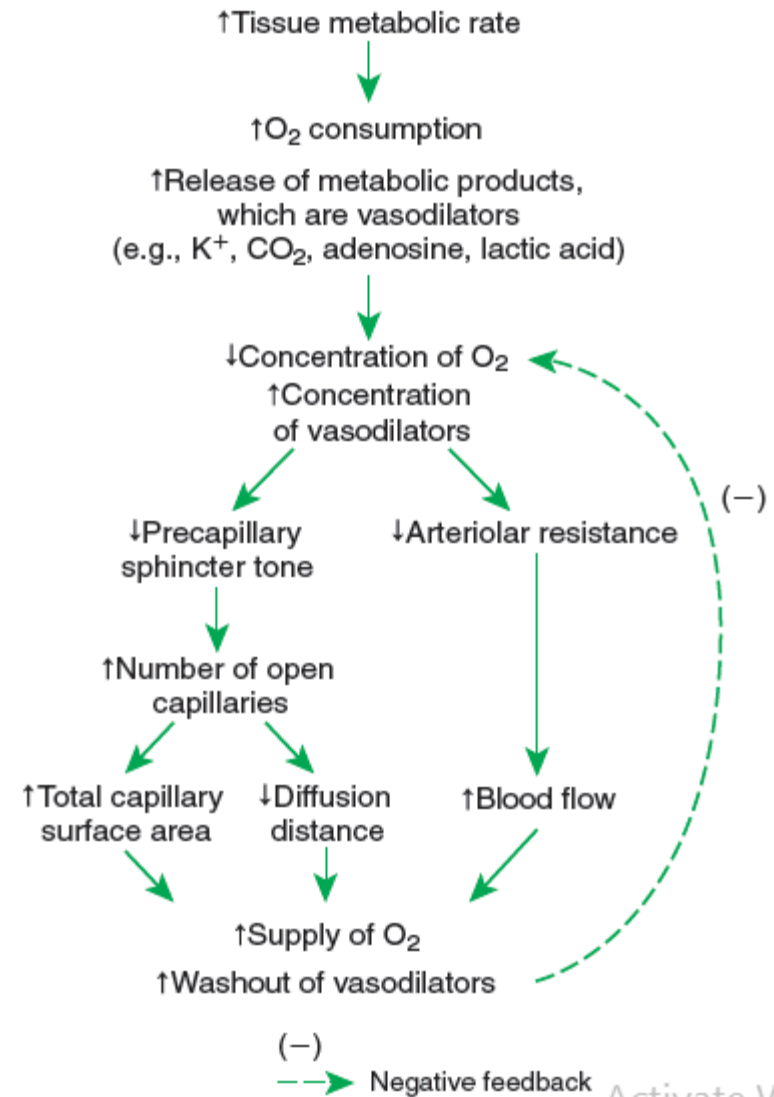 ↑Tissue metabolic rate
↑O₂ consumption
↑Release of metabolic products,
which are vasodilators
(e.g., K⁺, CO₂, adenosine, lactic acid)
↓Concentration of O₂
↑Concentration
of vasodilators
(−)
↓Precapillary
sphincter tone
↓Arteriolar resistance
↑Number of open
capillaries
↑Total capillary
surface area
↓Diffusion
distance
↑Blood flow
↑Supply of O₂
↑Washout of vasodilators
(−)
Negative feedback
Activate